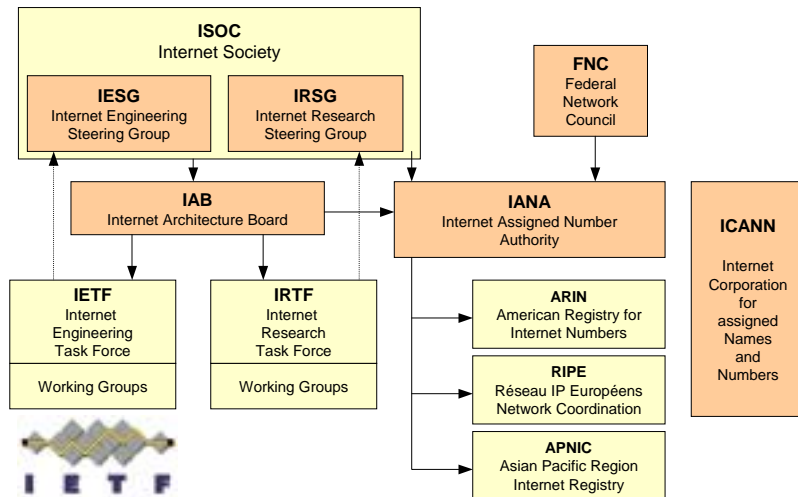 ISOC
Internet Society
IESG
Internet Engineering
Steering Group
IRSG
Internet Research
Steering Group
FNC
Federal
Network
Council
IAB
Internet Architecture Board
IANA
Internet Assigned Number
Authority
ICANN
Internet
Corporation
for
assigned
Names
and
Numbers
IETF
Internet
Engineering
Task Force
Working Groups
IRTF
Internet
Research
Task Force
Working Groups
ARIN
American Registry for
Internet Numbers
RIPE
Réseau IP Européens
Network Coordination
APNIC
Asian Pacific Region
Internet Registry
I E T F